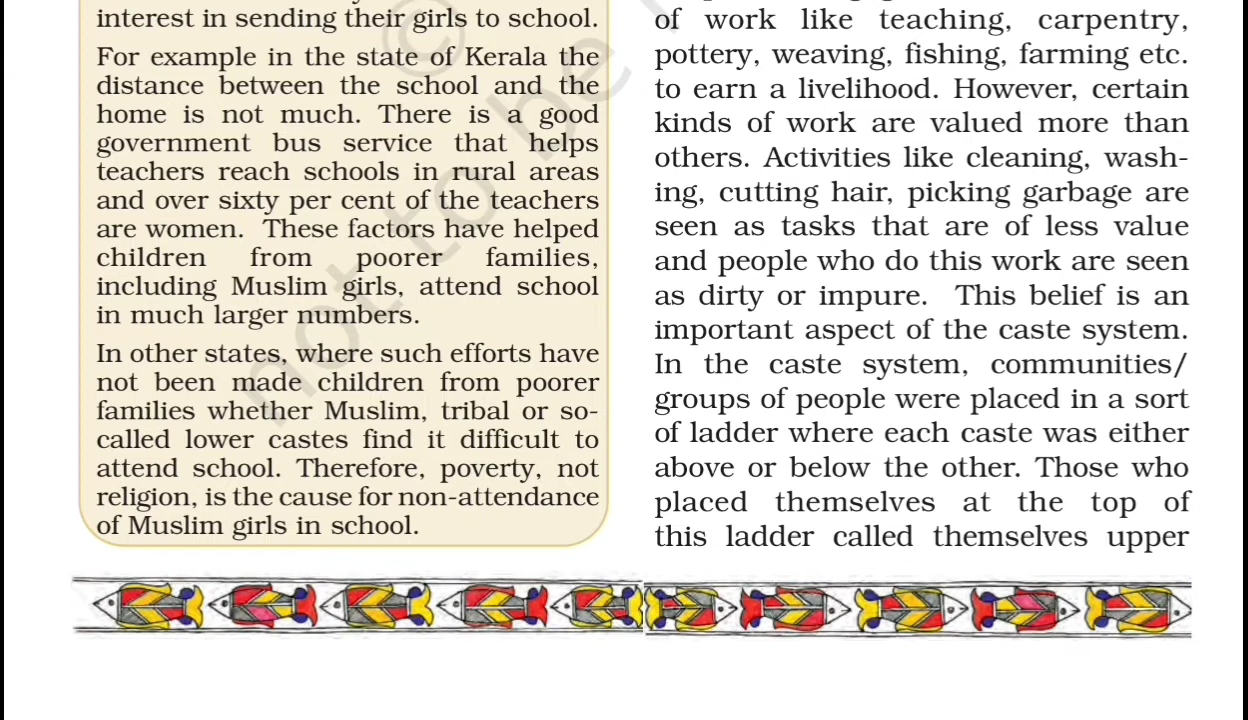 interest in sending their girls to school.
For example in the state of Kerala the
distance between the school and the
home is not much. There is a good
government bus service that helps
teachers reach schools in rural areas
and over sixty per cent of the teachers
are women. These factors have helped
children from poorer families,
including Muslim girls, attend school
in much larger numbers.
In other states, where such efforts have
not been made children from poorer
families whether Muslim, tribal or so-
called lower castes find it difficult to
attend school. Therefore, poverty, not
religion, is the cause for non-attendance
of Muslim girls in school.
of work like teaching, carpentry,
pottery, weaving, fishing, farming etc.
to earn a livelihood. However, certain
kinds of work are valued more than
others. Activities like cleaning, wash-
ing, cutting hair, picking garbage are
seen as tasks that are of less value
and people who do this work are seen
as dirty or impure. This belief is an
important aspect of the caste system.
In the caste system, communities/
groups of people were placed in a sort
of ladder where each caste was either
above or below the other. Those who
placed themselves at the top of
this ladder called themselves upper
© not to be